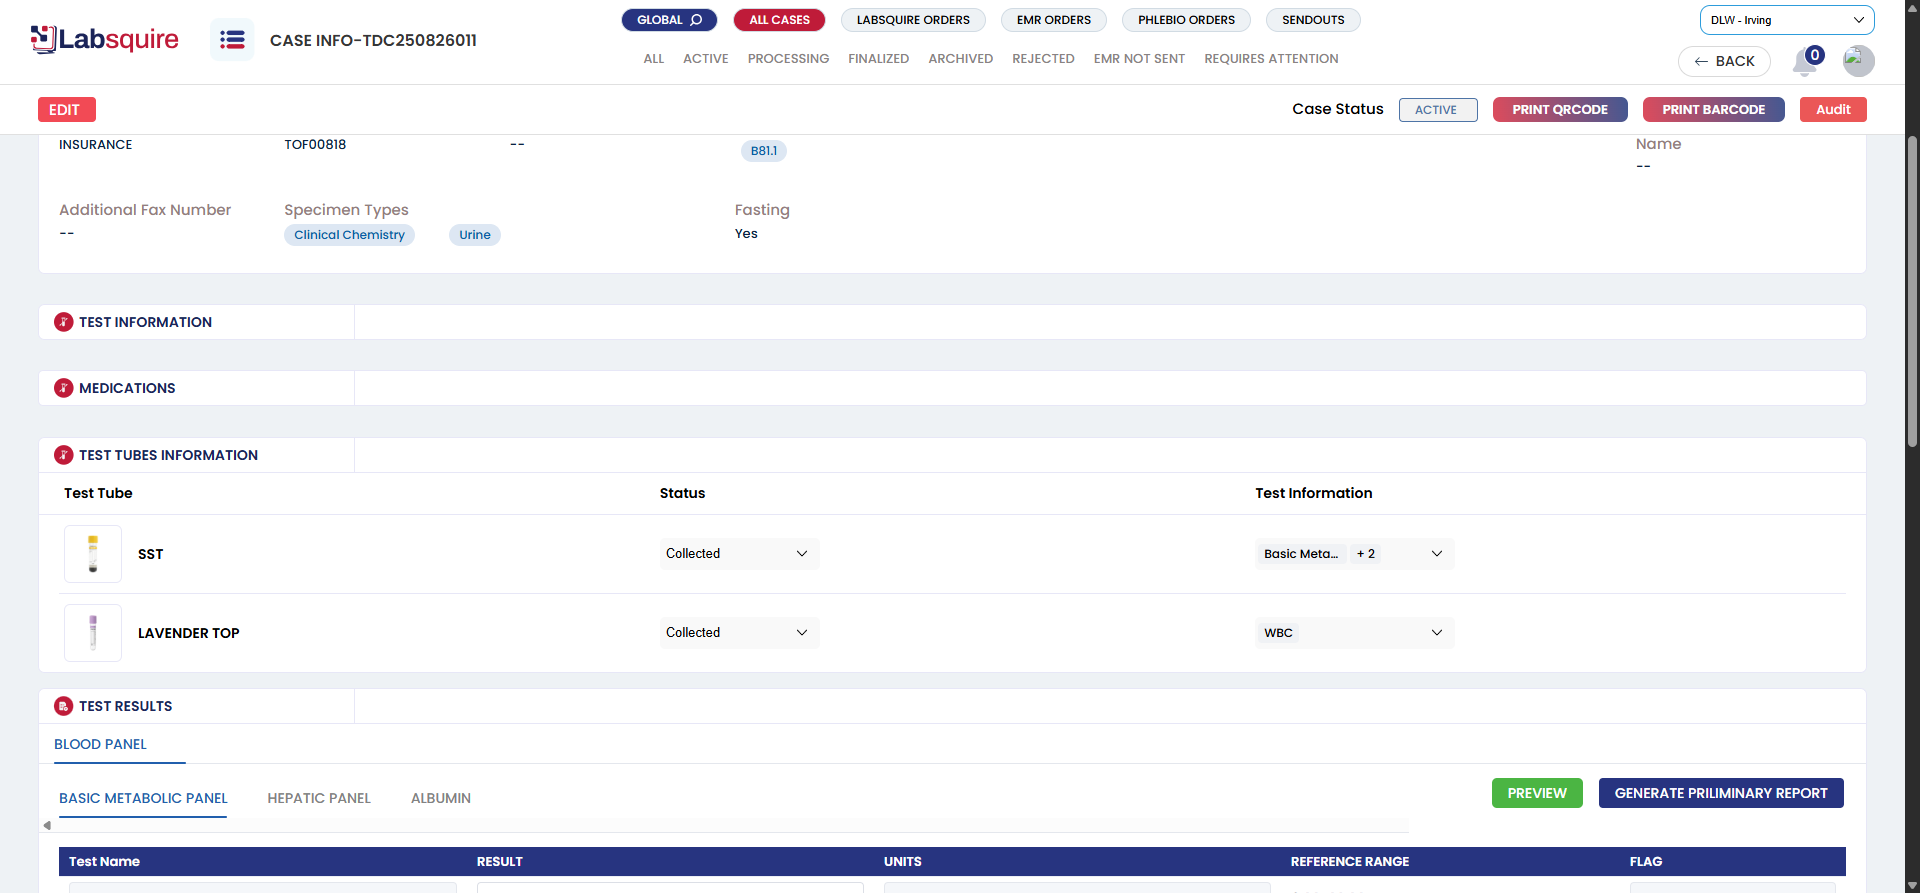 Labsquire
CASE INFO-TDC250826011
GLOBAL
ALL CASES
LABSQUIRE ORDERS
EMR ORDERS
PHLEBIO ORDERS
SENDOUTS
DLW - Irving
ALL
ACTIVE
PROCESSING
FINALIZED
ARCHIVED
REJECTED
EMR NOT SENT
REQUIRES ATTENTION
BACK
0
EDIT
Case Status
ACTIVE
PRINT QRCODE
PRINT BARCODE
Audit
INSURANCE
TOF00818
--
B81.1
Name
--
Additional Fax Number
--
Specimen Types
Clinical Chemistry
Urine
Fasting
Yes
TEST INFORMATION
MEDICATIONS
TEST TUBES INFORMATION
Test Tube
Status
Test Information
SST
Collected
Basic Meta...
+ 2
LAVENDER TOP
Collected
WBC
TEST RESULTS
BLOOD PANEL
BASIC METABOLIC PANEL
HEPATIC PANEL
ALBUMIN
PREVIEW
GENERATE PRILIMINARY REPORT
Test Name
RESULT
UNITS
REFERENCE RANGE
FLAG